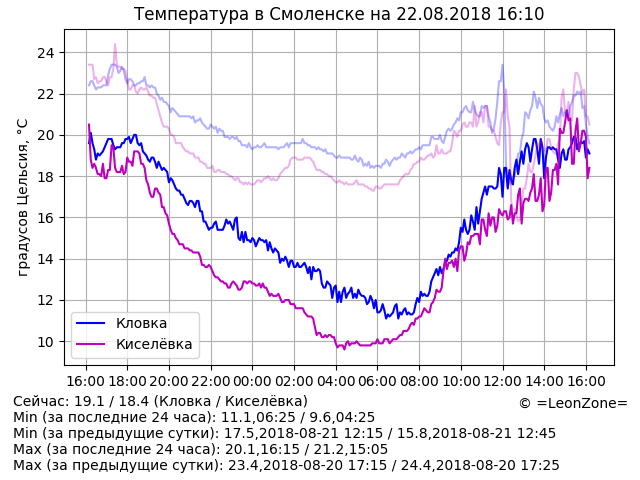 Температура в Смоленске на 22.08.2018 16:10
градусов Цельсия, °C
24
22
20
18
16
14
12
10
Кловка
Киселёвка
16:00 18:00 20:00 22:00 00:00 02:00 04:00 06:00 08:00 10:00 12:00 14:00 16:00
Сейчас: 19.1 / 18.4 (Кловка / Киселёвка)
© =LeonZone=
Min (за последние 24 часа): 11.1,06:25 / 9.6,04:25
Min (за предыдущие сутки): 17.5,2018-08-21 12:15 / 15.8,2018-08-21 12:45
Max (за последние 24 часа): 20.1,16:15 / 21.2,15:05
Max (за предыдущие сутки): 23.4,2018-08-20 17:15 / 24.4,2018-08-20 17:25